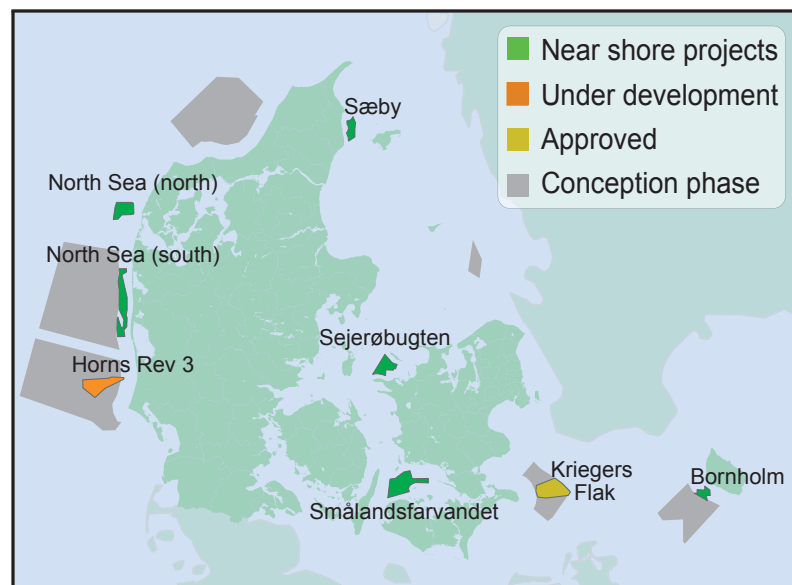 Near shore projects
Under development
Approved
Conception phase
Sæby
North Sea (north)
North Sea (south)
Horns Rev 3
Sejerøbugten
Smålandsfarvandet
Kriegers
Flak
Bornholm